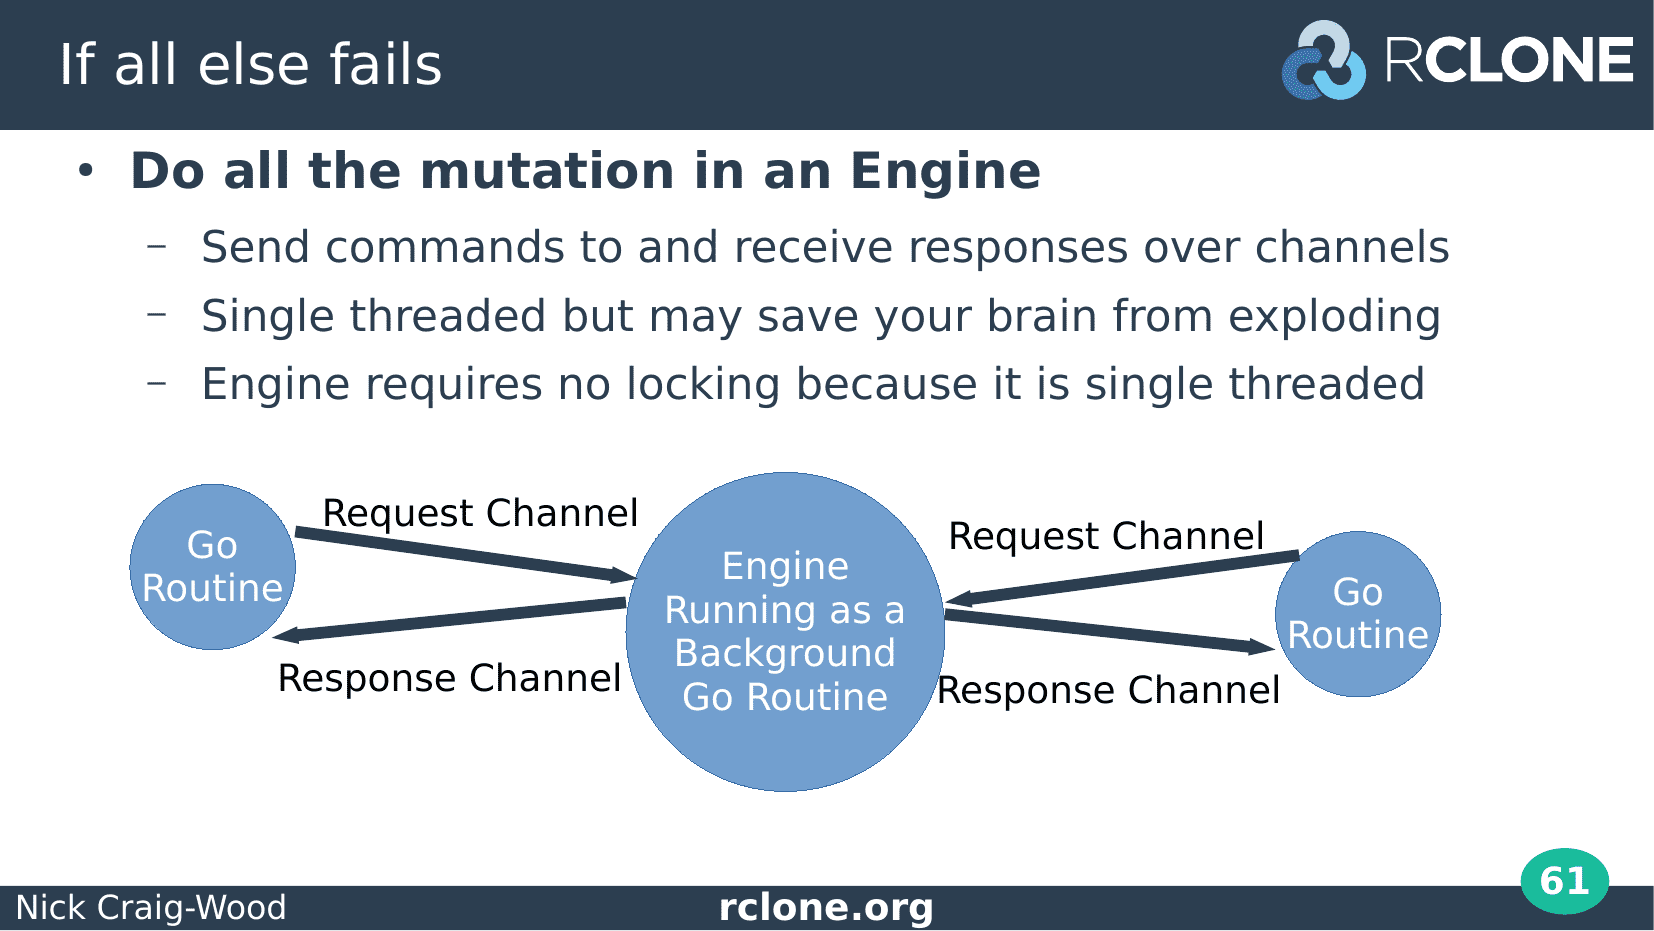 If all else fails
RCLONE
• Do all the mutation in an Engine
– Send commands to and receive responses over channels
– Single threaded but may save your brain from exploding
– Engine requires no locking because it is single threaded
Go
Routine
Request Channel
Response Channel
Engine
Running as a
Background
Go Routine
Request Channel
Response Channel
Go
Routine
Nick Craig-Wood
rclone.org
61